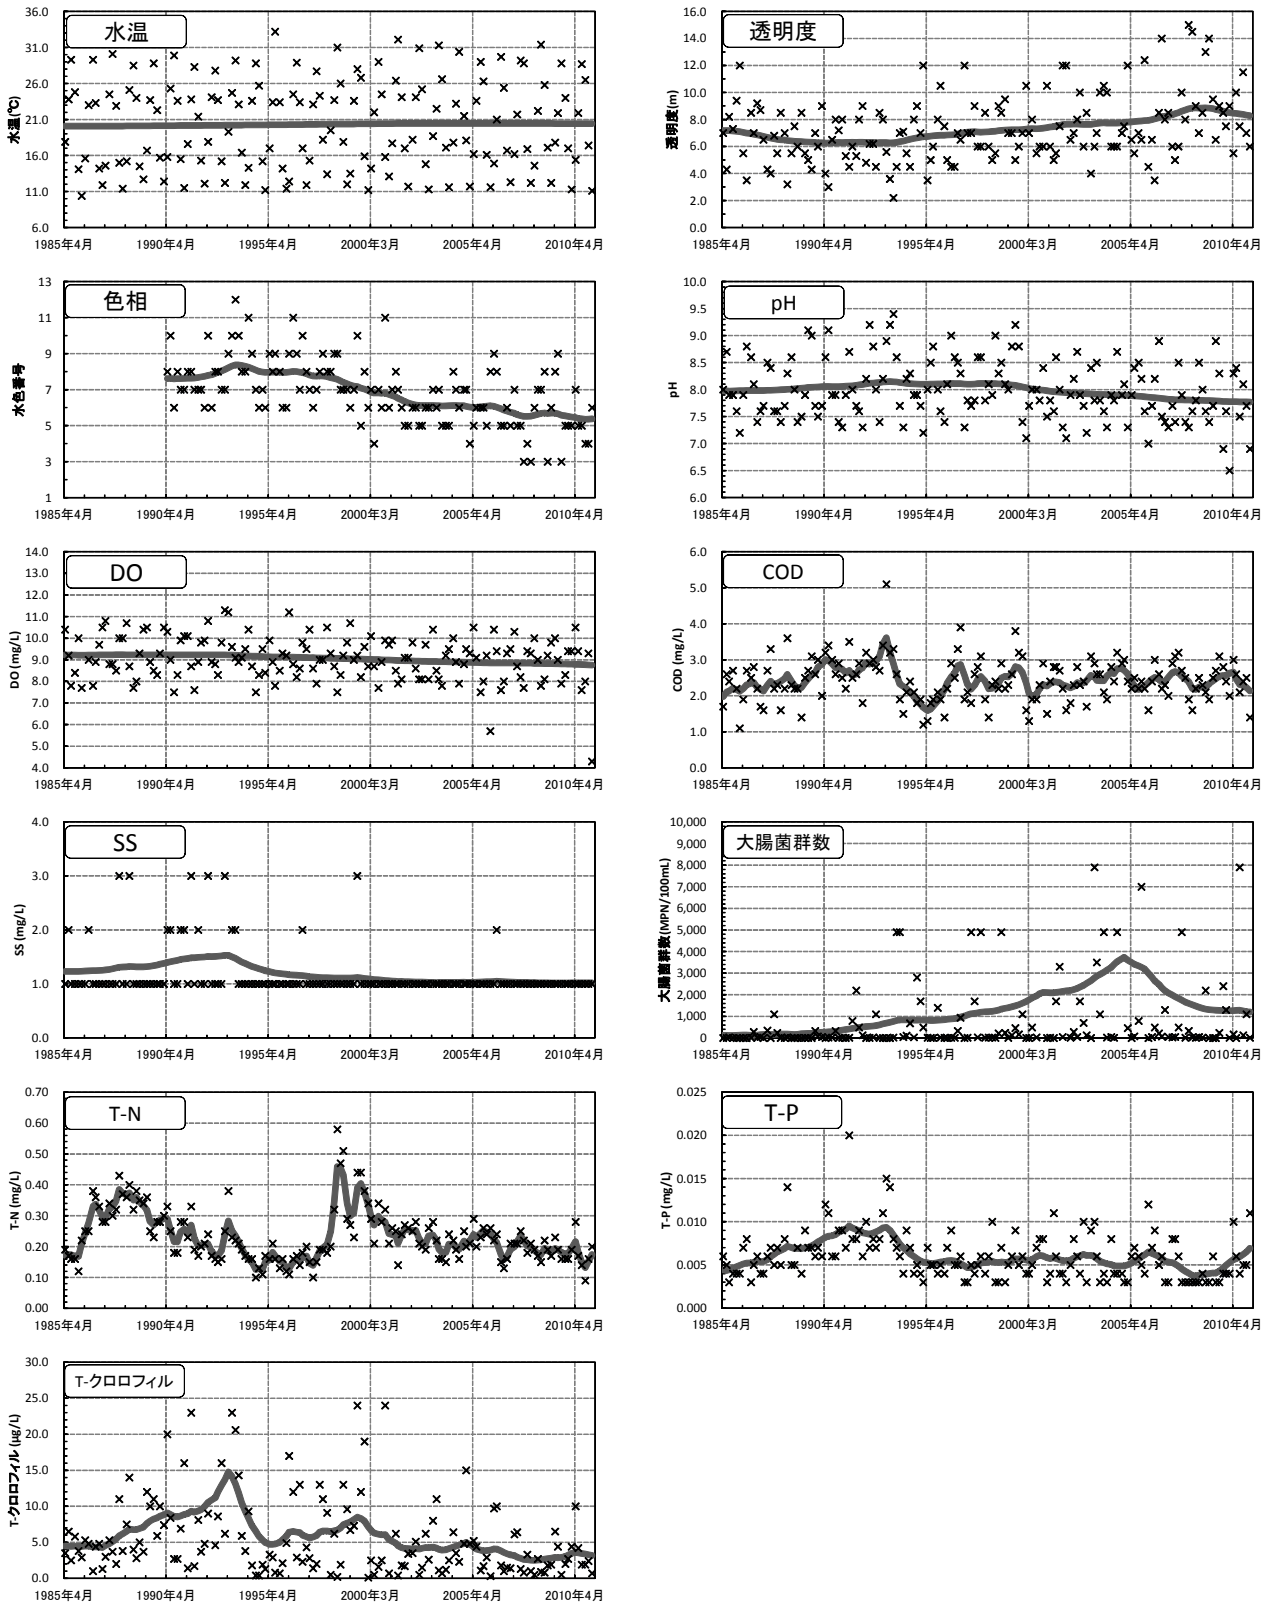 水温
水温(℃)
36.0
31.0
26.0
21.0
16.0
11.0
6.0
1985年4月 1990年4月 1995年4月 2000年3月 2005年4月 2010年4月
透明度
透明度(m)
16.0
14.0
12.0
10.0
8.0
6.0
4.0
2.0
0.0
1985年4月 1990年4月 1995年4月 2000年3月 2005年4月 2010年4月
色相
水色番号
13
11
9
7
5
3
1
1985年4月 1990年4月 1995年4月 2000年3月 2005年4月 2010年4月
pH
pH
10.0
9.5
9.0
8.5
8.0
7.5
7.0
6.5
6.0
1985年4月 1990年4月 1995年4月 2000年3月 2005年4月 2010年4月
DO
DO (mg/L)
14.0
13.0
12.0
11.0
10.0
9.0
8.0
7.0
6.0
5.0
4.0
1985年4月 1990年4月 1995年4月 2000年3月 2005年4月 2010年4月
COD
COD (mg/L)
6.0
5.0
4.0
3.0
2.0
1.0
0.0
1985年4月 1990年4月 1995年4月 2000年3月 2005年4月 2010年4月
SS
SS (mg/L)
4.0
3.0
2.0
1.0
0.0
1985年4月 1990年4月 1995年4月 2000年3月 2005年4月 2010年4月
大腸菌群数
大腸菌群数(MPN/100mL)
10,000
9,000
8,000
7,000
6,000
5,000
4,000
3,000
2,000
1,000
0
1985年4月 1990年4月 1995年4月 2000年3月 2005年4月 2010年4月
T-N
T-N (mg/L)
0.70
0.60
0.50
0.40
0.30
0.20
0.10
0.00
1985年4月 1990年4月 1995年4月 2000年3月 2005年4月 2010年4月
T-P
T-P (mg/L)
0.025
0.020
0.015
0.010
0.005
0.000
1985年4月 1990年4月 1995年4月 2000年3月 2005年4月 2010年4月
T-クロロフィル
T-クロロフィル (μg/L)
30.0
25.0
20.0
15.0
10.0
5.0
0.0
1985年4月 1990年4月 1995年4月 2000年3月 2005年4月 2010年4月